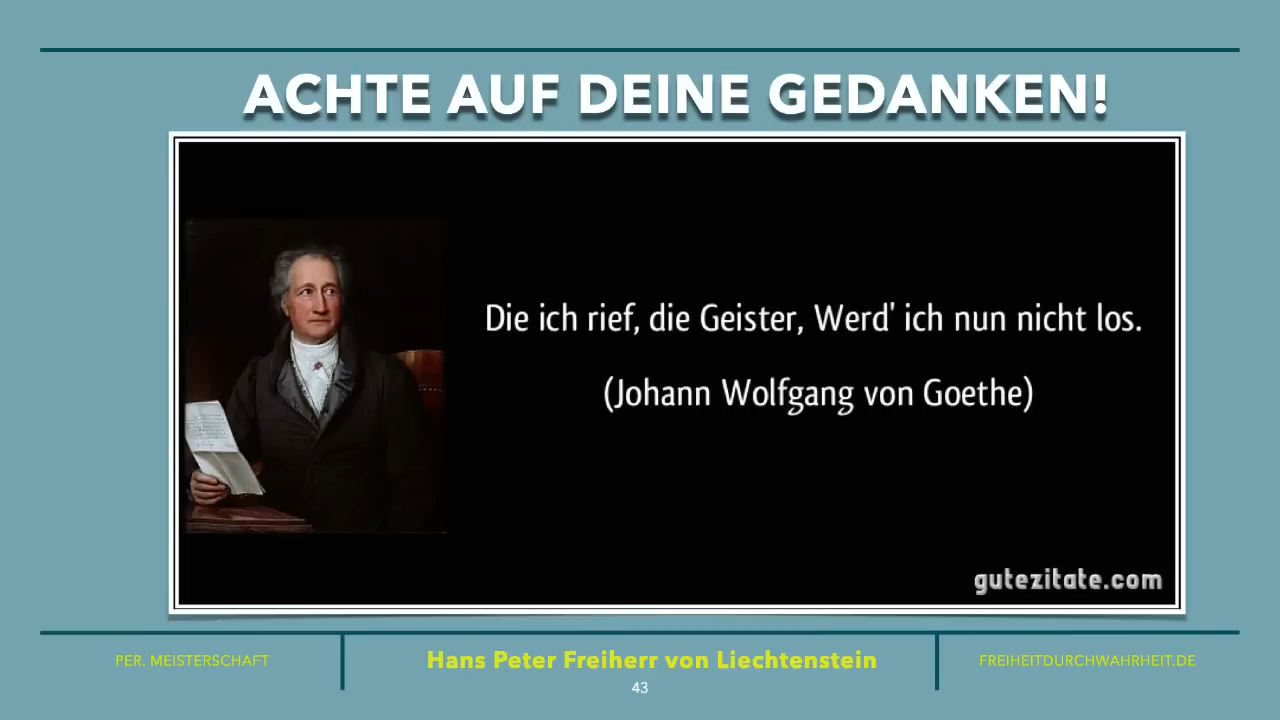 ACHTE AUF DEINE GEDANKEN!
Die ich rief, die Geister, Werd' ich nun nicht los.
(Johann Wolfgang von Goethe)
gutezitate.com
PER. MEISTERSCHAFT
Hans Peter Freiherr von Liechtenstein
FREIHEITDURCHWAHRHEIT.DE
43